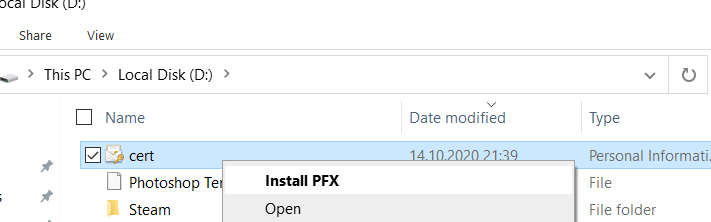 ocal Disk (D:)
Share View
This PC > Local Disk (D:) >
Name Date modified Type
cert 14.10.2020 21:39 Personal Informati
Photoshop Te File
Install PFX
Steam File folder
Open